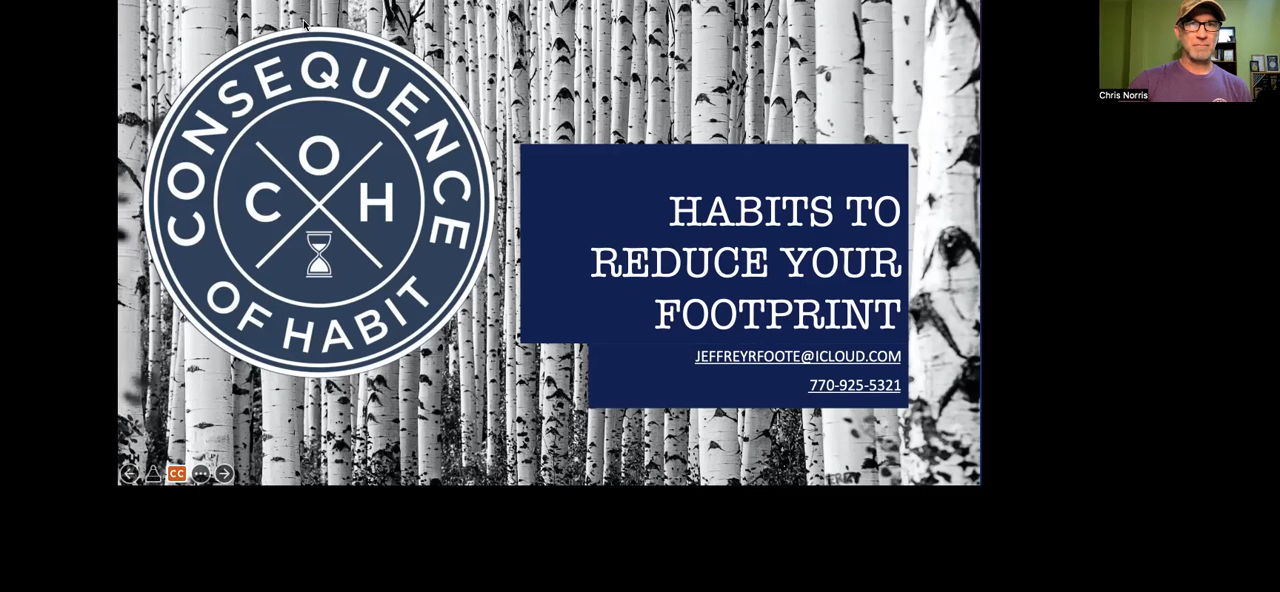 CONSEQUENCE
OF HABIT
O
C H
HABITS TO
REDUCE YOUR
FOOTPRINT
JEFFREYRFOOTE@ICLOUD.COM
770-925-5321
CC
Chris Norris